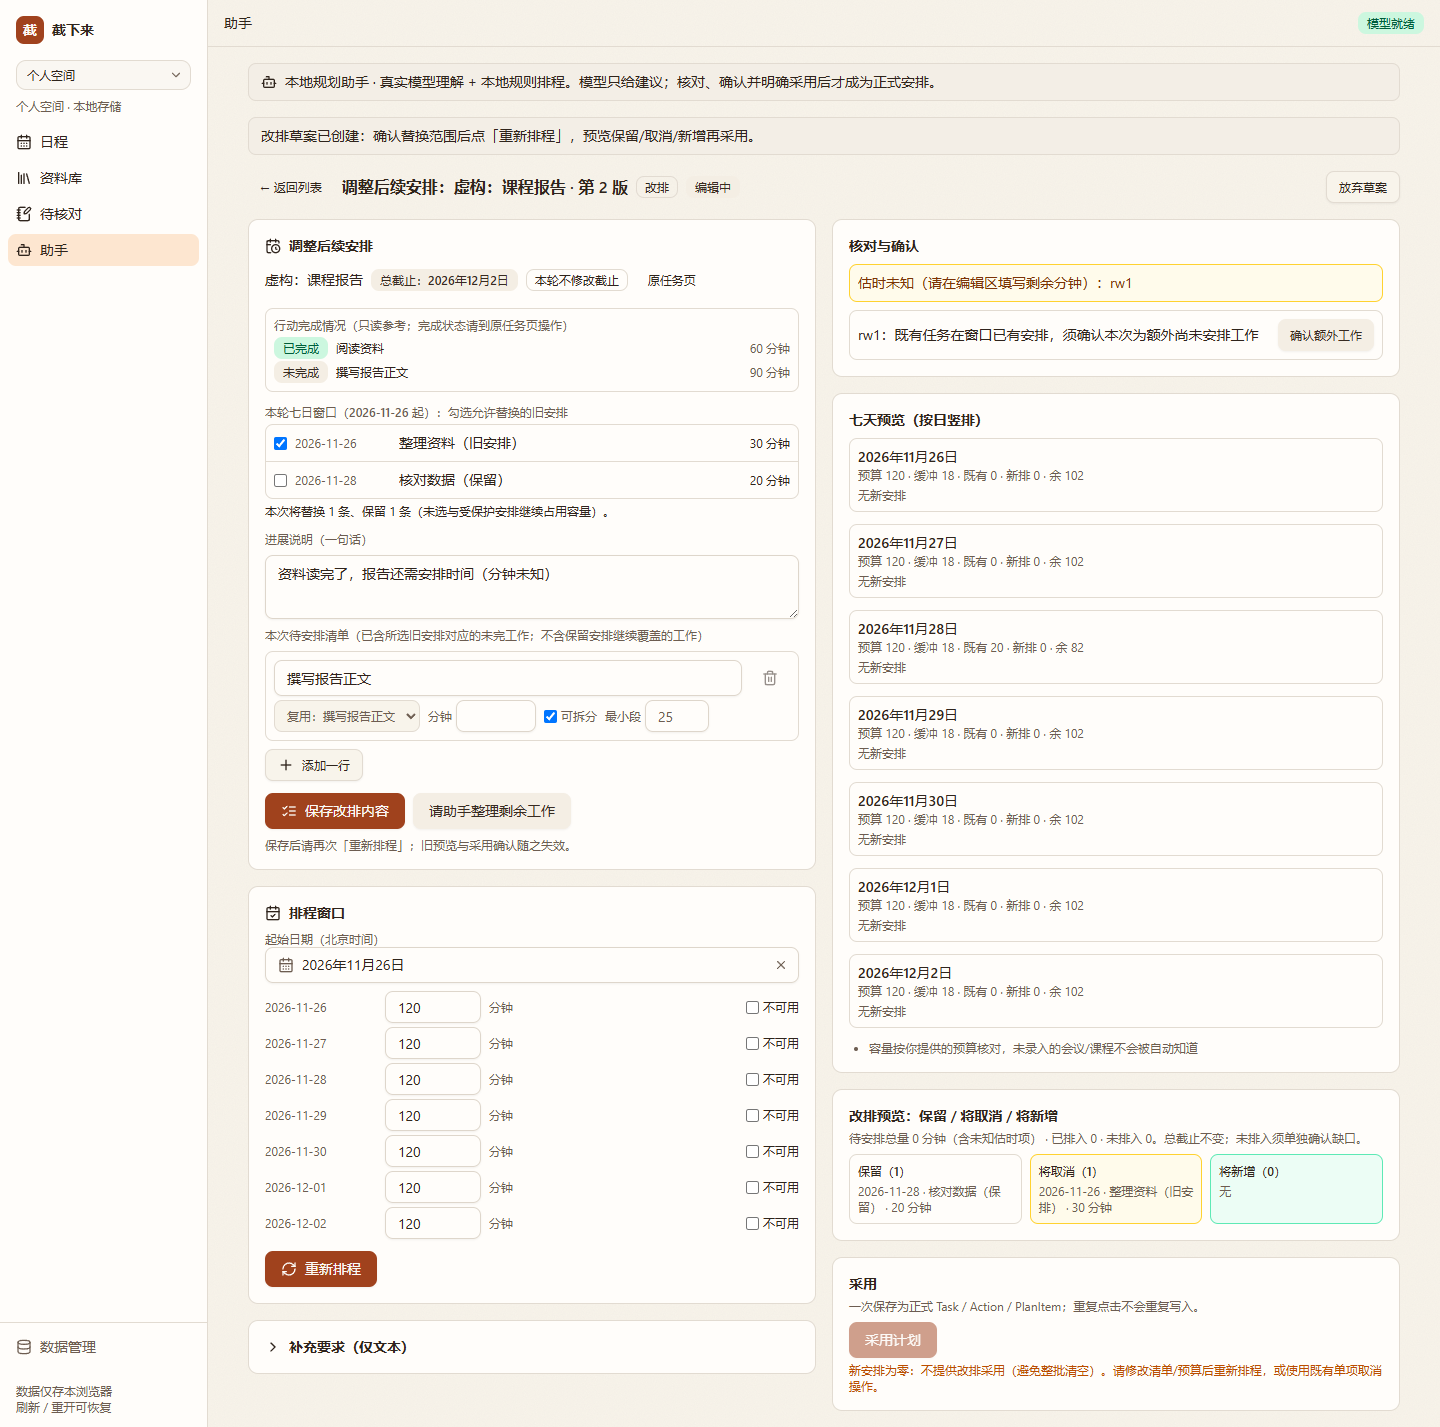 截 截下来
个人空间
个人空间 · 本地存储
日程
资料库
待核对
助手
数据管理
数据仅存本浏览器
刷新 / 重开可恢复
助手
模型就绪
本地规划助手 · 真实模型理解 + 本地规则排程。模型只给建议；核对、确认并明确采用后才成为正式安排。
改排草案已创建：确认替换范围后点「重新排程」，预览保留/取消/新增再采用。
← 返回列表 调整后续安排：虚构：课程报告 · 第 2 版 改排 编辑中 放弃草案
调整后续安排
虚构：课程报告 总截止：2026年12月2日 本轮不修改截止 原任务页
行动完成情况（只读参考；完成状态请到原任务页操作）
已完成 阅读资料 60 分钟
未完成 撰写报告正文 90 分钟
本轮七日窗口（2026-11-26 起）：勾选允许替换的旧安排
2026-11-26 整理资料（旧安排） 30 分钟
2026-11-28 核对数据（保留） 20 分钟
本次将替换 1 条、保留 1 条（未选与受保护安排继续占用容量）。
进展说明（一句话）
资料读完了，报告还需安排时间（分钟未知）
本次待安排清单（已含所选旧安排对应的未完工作；不含保留安排继续覆盖的工作）
撰写报告正文
复用：撰写报告正文 分钟 可拆分 最小段 25
添加一行
保存改排内容 请助手整理剩余工作
保存后请再次「重新排程」；旧预览与采用确认随之失效。
排程窗口
起始日期（北京时间）
2026年11月26日
2026-11-26 120 分钟 不可用
2026-11-27 120 分钟 不可用
2026-11-28 120 分钟 不可用
2026-11-29 120 分钟 不可用
2026-11-30 120 分钟 不可用
2026-12-01 120 分钟 不可用
2026-12-02 120 分钟 不可用
重新排程
补充要求（仅文本）
核对与确认
估时未知（请在编辑区填写剩余分钟）：rw1
rw1：既有任务在窗口已有安排，须确认本次为额外尚未安排工作 确认额外工作
七天预览（按日竖排）
2026年11月26日
预算 120 · 缓冲 18 · 既有 0 · 新排 0 · 余 102
无新安排
2026年11月27日
预算 120 · 缓冲 18 · 既有 0 · 新排 0 · 余 102
无新安排
2026年11月28日
预算 120 · 缓冲 18 · 既有 20 · 新排 0 · 余 82
无新安排
2026年11月29日
预算 120 · 缓冲 18 · 既有 0 · 新排 0 · 余 102
无新安排
2026年11月30日
预算 120 · 缓冲 18 · 既有 0 · 新排 0 · 余 102
无新安排
2026年12月1日
预算 120 · 缓冲 18 · 既有 0 · 新排 0 · 余 102
无新安排
2026年12月2日
预算 120 · 缓冲 18 · 既有 0 · 新排 0 · 余 102
无新安排
• 容量按你提供的预算核对，未录入的会议/课程不会被自动知道
改排预览：保留 / 将取消 / 将新增
待安排总量 0 分钟（含未知估时项） · 已排入 0 · 未排入 0。总截止不变；未排入须单独确认缺口。
保留（1）
2026-11-28 · 核对数据（保
留） · 20 分钟
将取消（1）
2026-11-26 · 整理资料（旧安
排） · 30 分钟
将新增（0）
无
采用
一次保存为正式 Task / Action / PlanItem；重复点击不会重复写入。
采用计划
新安排为零：不提供改排采用（避免整批清空）。请修改清单/预算后重新排程，或使用既有单项取消
操作。